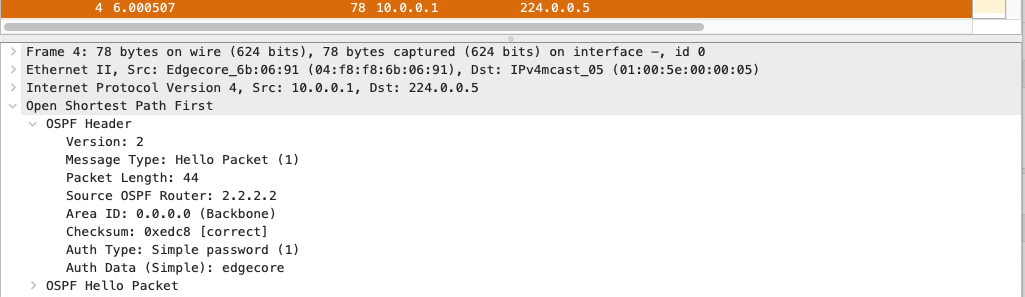 4 6.000507 78 10.0.0.1 224.0.0.5
Frame 4: 78 bytes on wire (624 bits), 78 bytes captured (624 bits) on interface –, id 0
Ethernet II, Src: Edgecore_6b:06:91 (04:f8:f8:6b:06:91), Dst: IPv4mcast_05 (01:00:5e:00:00:05)
Internet Protocol Version 4, Src: 10.0.0.1, Dst: 224.0.0.5
Open Shortest Path First
OSPF Header
Version: 2
Message Type: Hello Packet (1)
Packet Length: 44
Source OSPF Router: 2.2.2.2
Area ID: 0.0.0.0 (Backbone)
Checksum: 0xedc8 [correct]
Auth Type: Simple password (1)
Auth Data (Simple): edgecore
OSPF Hello Packet